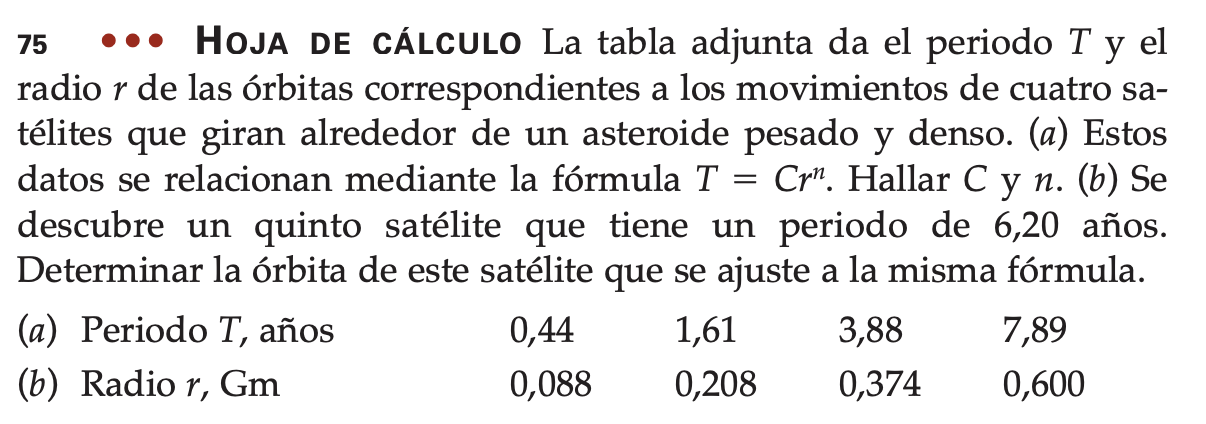 75 ●●● HOJA DE CÁLCULO La tabla adjunta da el periodo T y el
radio r de las órbitas correspondientes a los movimientos de cuatro sa-
télites que giran alrededor de un asteroide pesado y denso. (a) Estos
datos se relacionan mediante la fórmula T = Crⁿ. Hallar C y n. (b) Se
descubre un quinto satélite que tiene un periodo de 6,20 años.
Determinar la órbita de este satélite que se ajuste a la misma fórmula.
(a) Periodo T, años 0,44 1,61 3,88 7,89
(b) Radio r, Gm 0,088 0,208 0,374 0,600